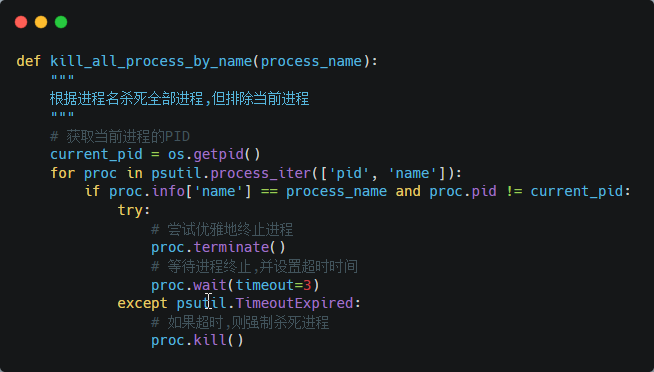 def kill_all_process_by_name(process_name):
    """
    根据进程名杀死全部进程,但排除当前进程
    """
    # 获取当前进程的PID
    current_pid = os.getpid()
    for proc in psutil.process_iter(['pid', 'name']):
        if proc.info['name'] == process_name and proc.pid != current_pid:
            try:
                # 尝试优雅地终止进程
                proc.terminate()
                # 等待进程终止,并设置超时时间
                proc.wait(timeout=3)
            except psutil.TimeoutExpired:
                # 如果超时,则强制杀死进程
                proc.kill()